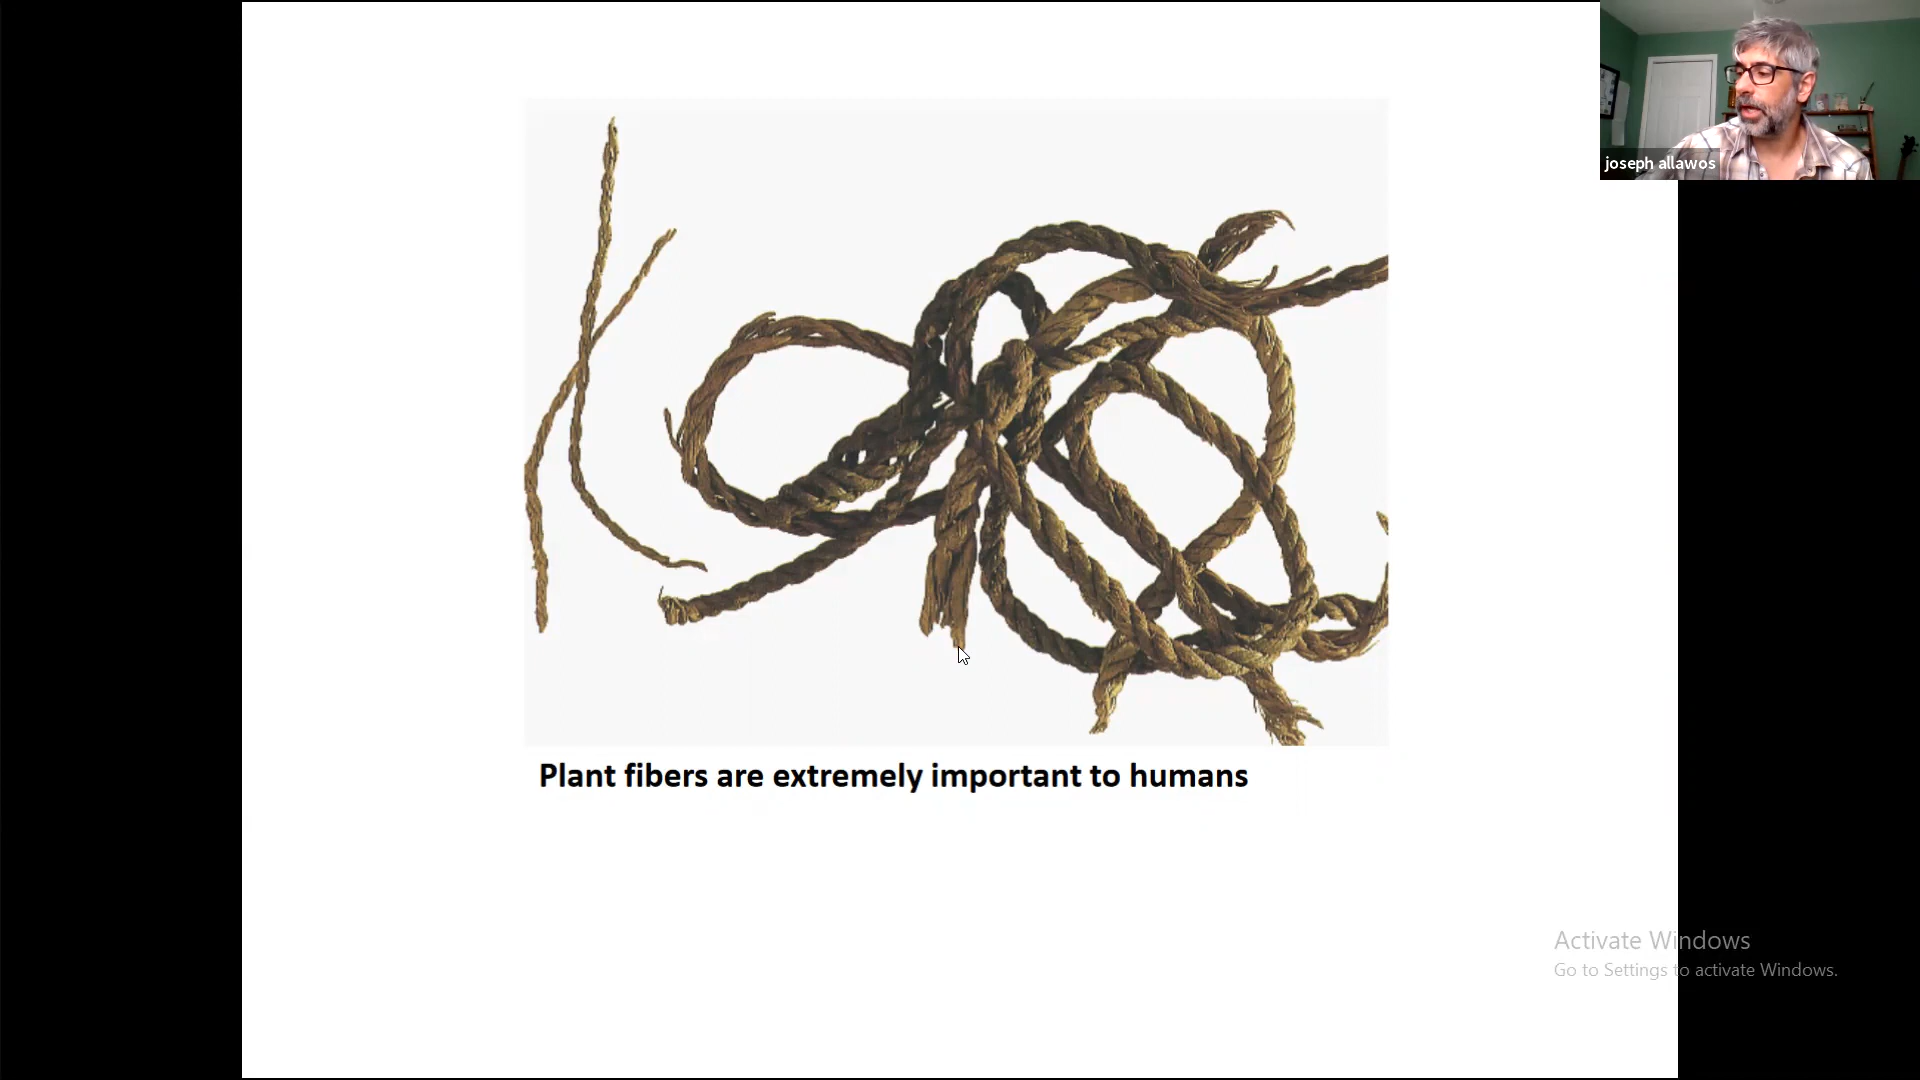 joseph allawos
Plant fibers are extremely important to humans
Activate Windows
Go to Settings to activate Windows.